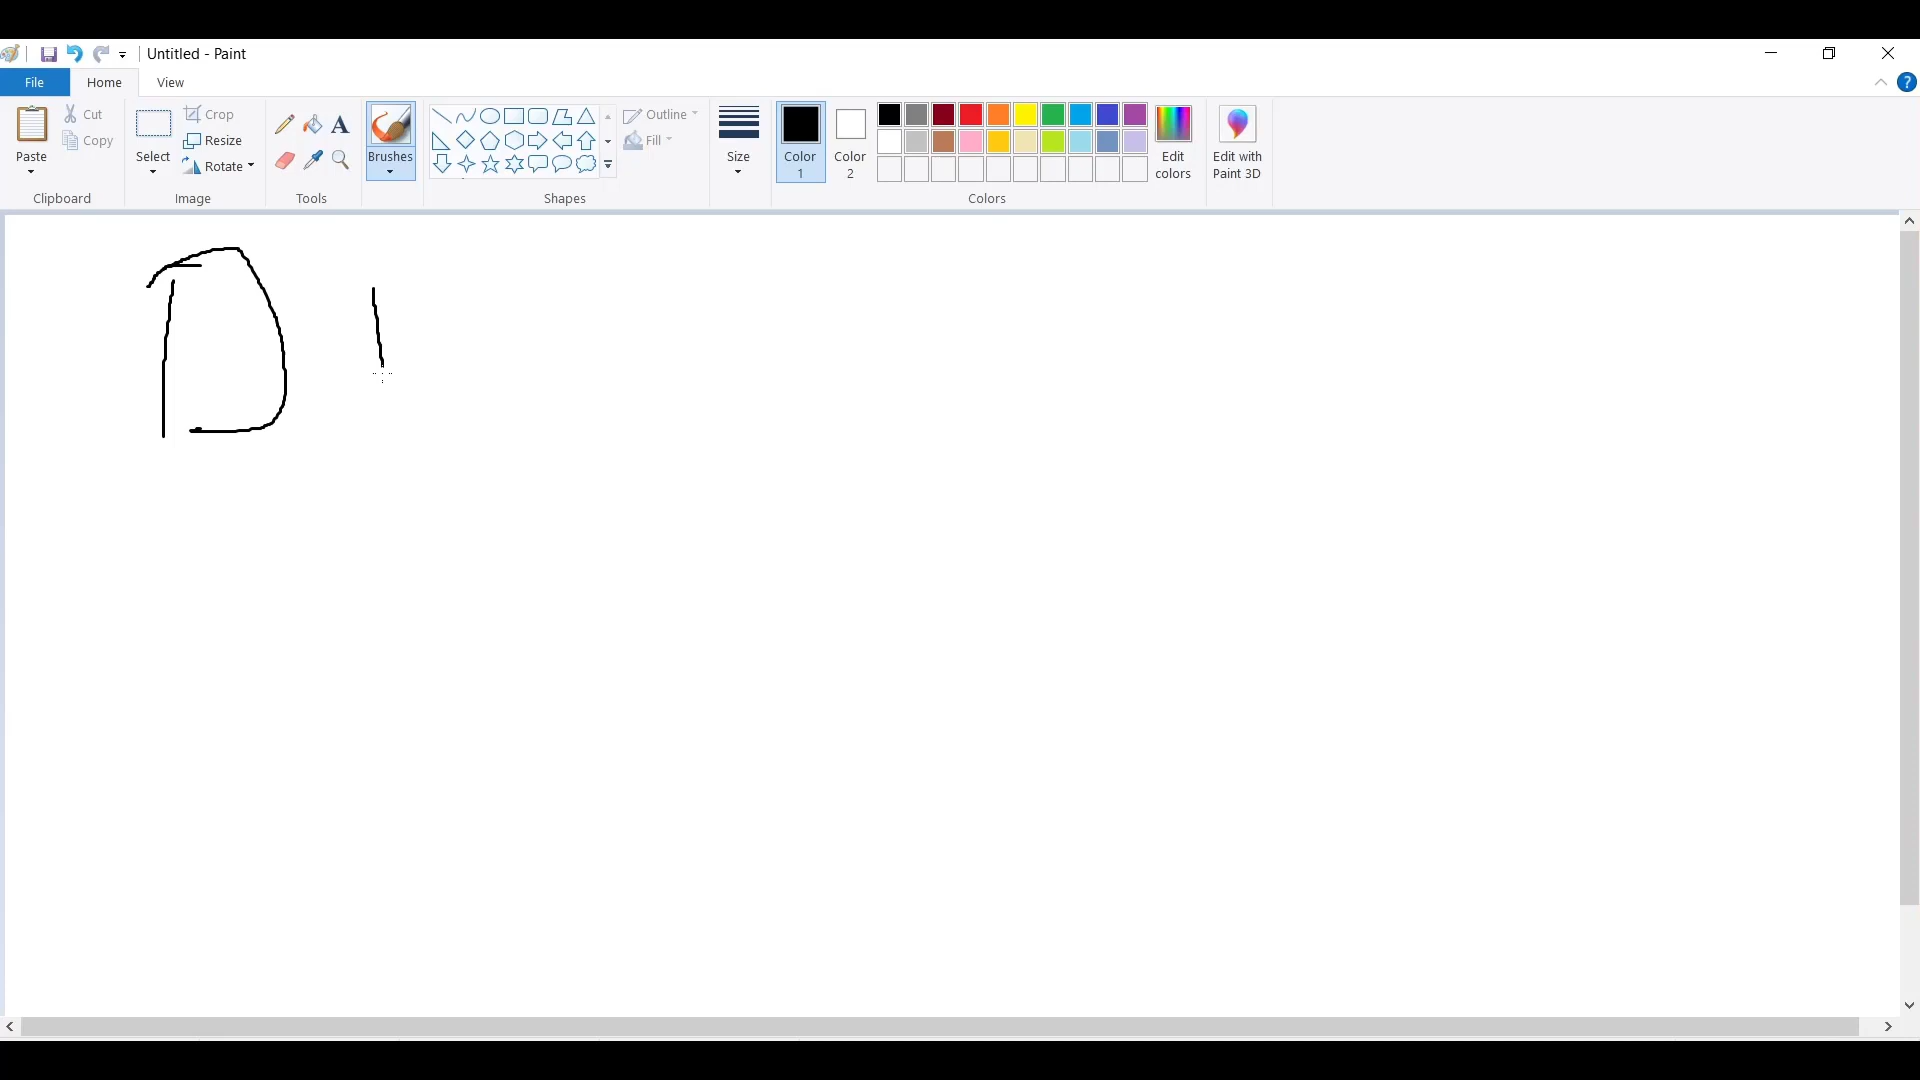 Untitled - Paint
File Home View
Paste Cut Copy Select Crop Resize Rotate Brushes Outline Fill Size Color 1 Color 2 Edit colors Edit with Paint 3D
Clipboard Image Tools Shapes Colors
D